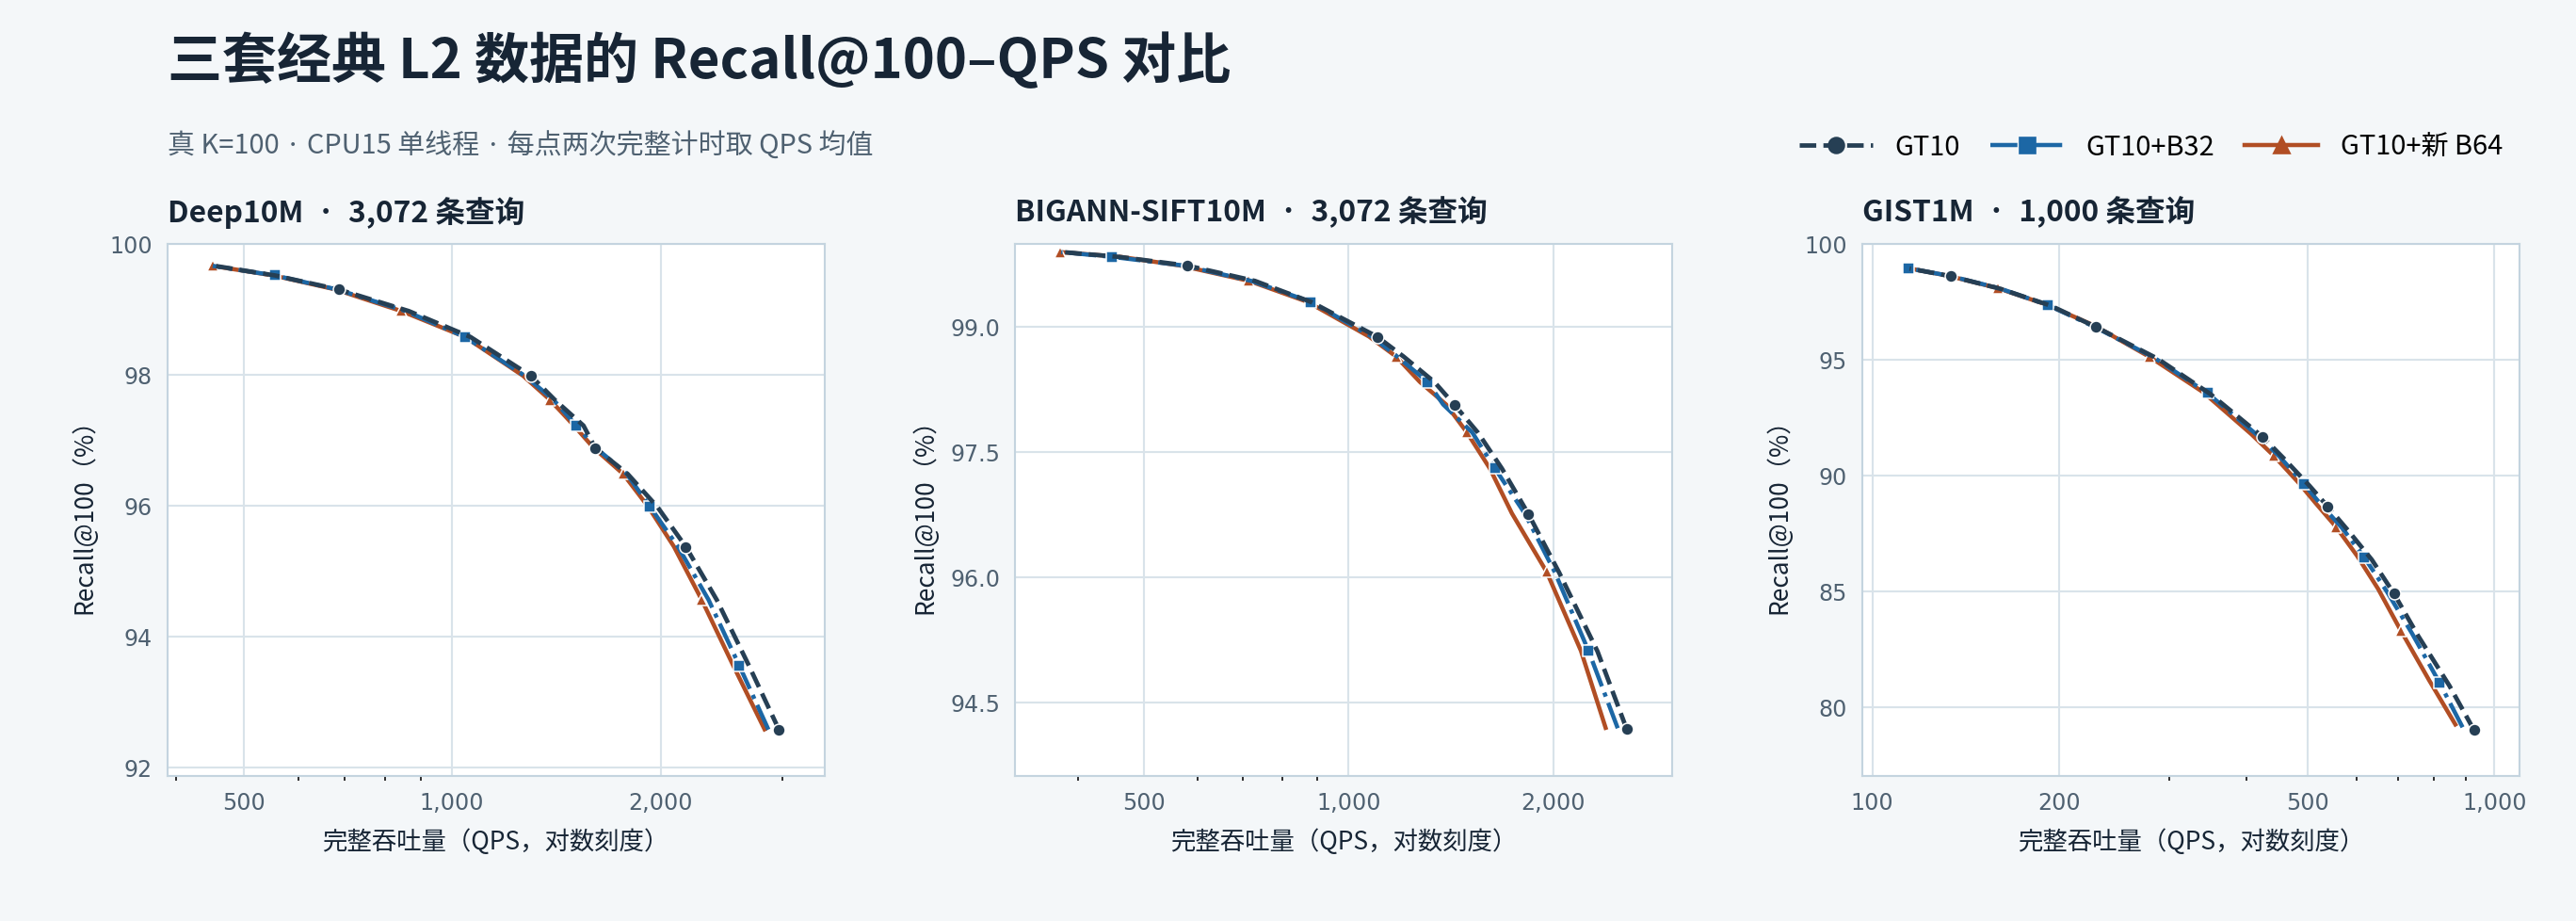 三套经典 L2 数据的 Recall@100–QPS 对比
真 K=100 · CPU15 单线程 · 每点两次完整计时取 QPS 均值
GT10
GT10+B32
GT10+新 B64
Deep10M · 3,072 条查询
100
98
96
94
92
Recall@100（%）
500
1,000
2,000
完整吞吐量（QPS，对数刻度）
BIGANN-SIFT10M · 3,072 条查询
99.0
97.5
96.0
94.5
Recall@100（%）
500
1,000
2,000
完整吞吐量（QPS，对数刻度）
GIST1M · 1,000 条查询
100
95
90
85
80
Recall@100（%）
100
200
500
1,000
完整吞吐量（QPS，对数刻度）